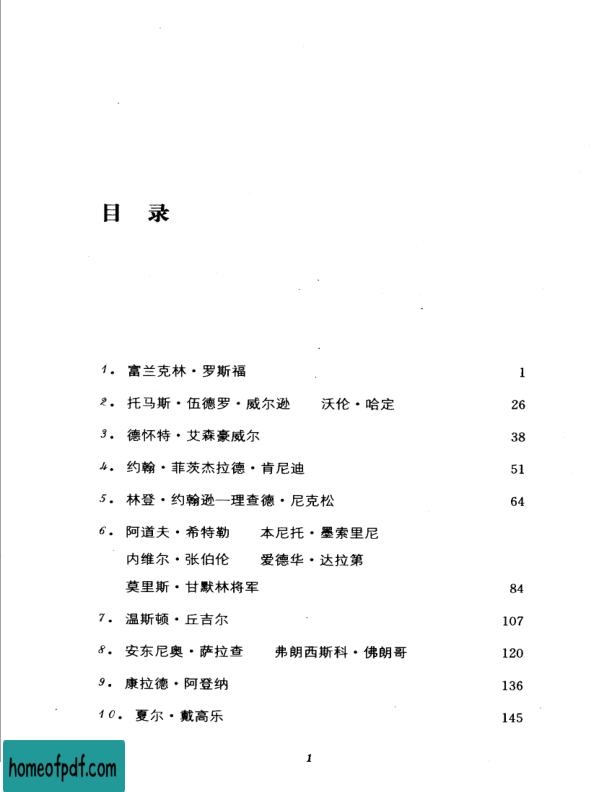 目 录
1. 富兰克林·罗斯福 1
2. 托马斯·伍德罗·威尔逊 沃伦·哈定 26
3. 德怀特·艾森豪威尔 38
4. 约翰·菲茨杰拉德·肯尼迪 51
5. 林登·约翰逊—理查德·尼克松 64
6. 阿道夫·希特勒 本尼托·墨索里尼
内维尔·张伯伦 爱德华·达拉第
莫里斯·甘默林将军 84
7. 温斯顿·丘吉尔 107
8. 安东尼奥·萨拉查 弗朗西斯科·佛朗哥 120
9. 康拉德·阿登纳 136
10. 夏尔·戴高乐 145
1
homeofpdf.com